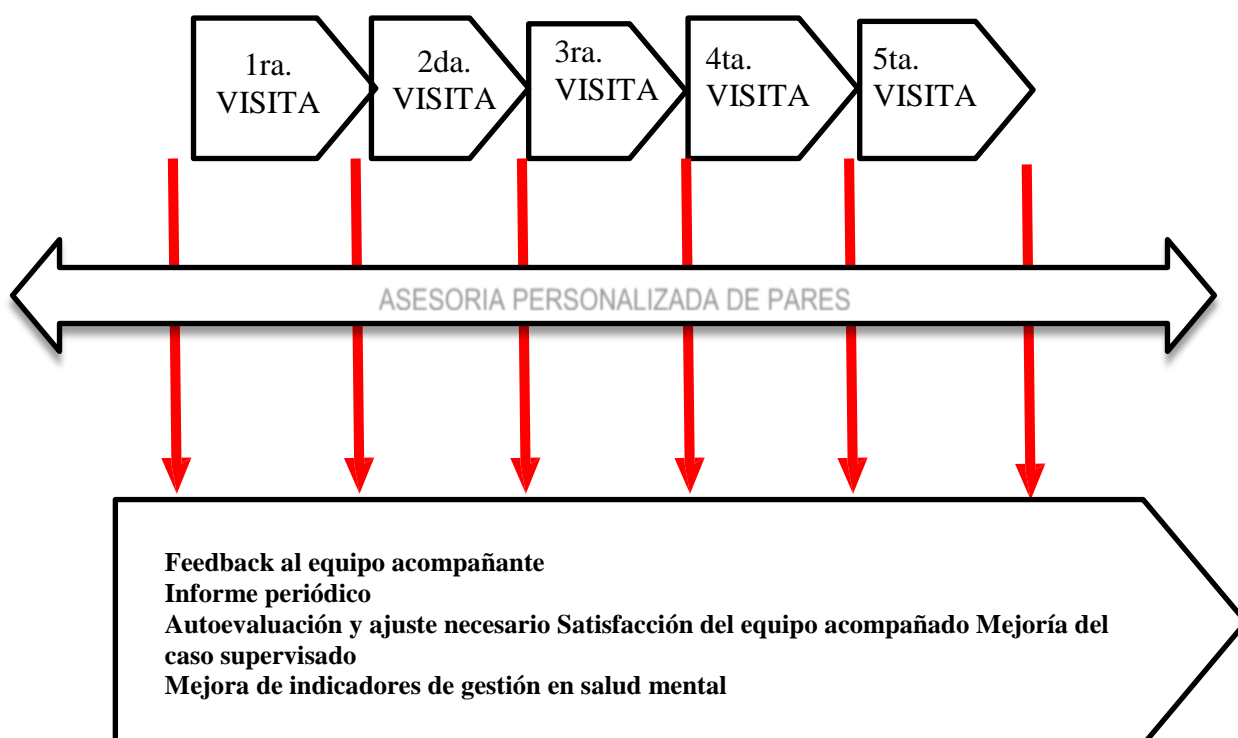 1ra.
VISITA
2da.
VISITA
3ra.
VISITA
4ta.
VISITA
5ta.
VISITA
ASESORIA PERSONALIZADA DE PARES
Feedback al equipo acompañante
Informe periódico
Autoevaluación y ajuste necesario Satisfacción del equipo acompañado Mejoría del
caso supervisado
Mejora de indicadores de gestión en salud mental